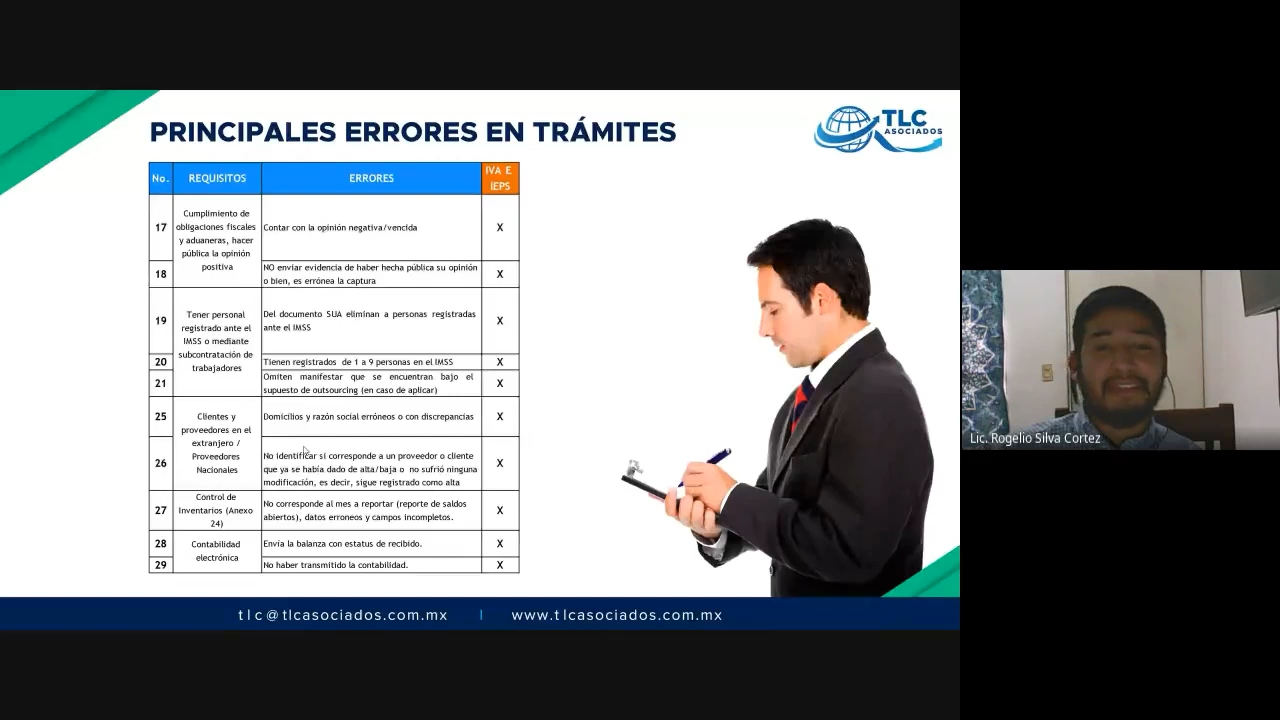 PRINCIPALES ERRORES EN TRÁMITES
TLC
ASOCIADOS
No.
REQUISITOS
ERRORES
IVA E
IEPS
17
Cumplimiento de
obligaciones fiscales
y aduaneras, hacer
pública la opinión
positiva
Contar con la opinión negativa/vencida
X
18
NO enviar evidencia de haber hecha pública su opinión
o bien, es errónea la captura
X
19
Tener personal
registrado ante el
IMSS o mediante
subcontratación de
trabajadores
Del documento SUA eliminan a personas registradas
ante el IMSS
X
20
Tienen registrados de 1 a 9 personas en el IMSS
X
21
Omiten manifestar que se encuentran bajo el
supuesto de outsourcing (en caso de aplicar)
X
25
Clientes y
proveedores en el
extranjero /
Proveedores
Nacionales
Domicilios y razón social erróneos o con discrepancias
X
26
No identificar si corresponde a un proveedor o cliente
que ya se había dado de alta/baja o no sufrió ninguna
modificación, es decir, sigue registrado como alta
X
27
Control de
Inventarios (Anexo
24)
No corresponde al mes a reportar (reporte de saldos
abiertos), datos erroneos y campos incompletos.
X
28
Contabilidad
electrónica
Envía la balanza con estatus de recibido.
X
29
No haber transmitido la contabilidad.
X
tlc@tlcasociados.com.mx | www.tlcasociados.com.mx
Lic. Rogelio Silva Cortez